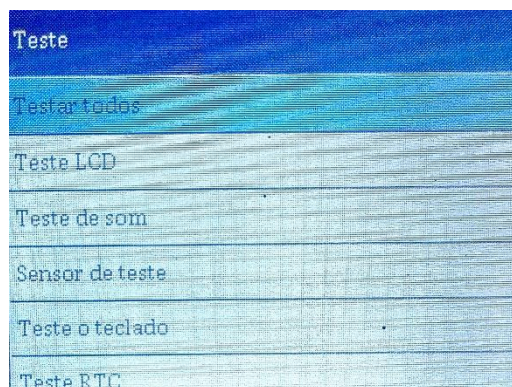 Teste
Testar todos
Teste LCD
Teste de som
Sensor de teste
Teste o teclado
Teste RTC